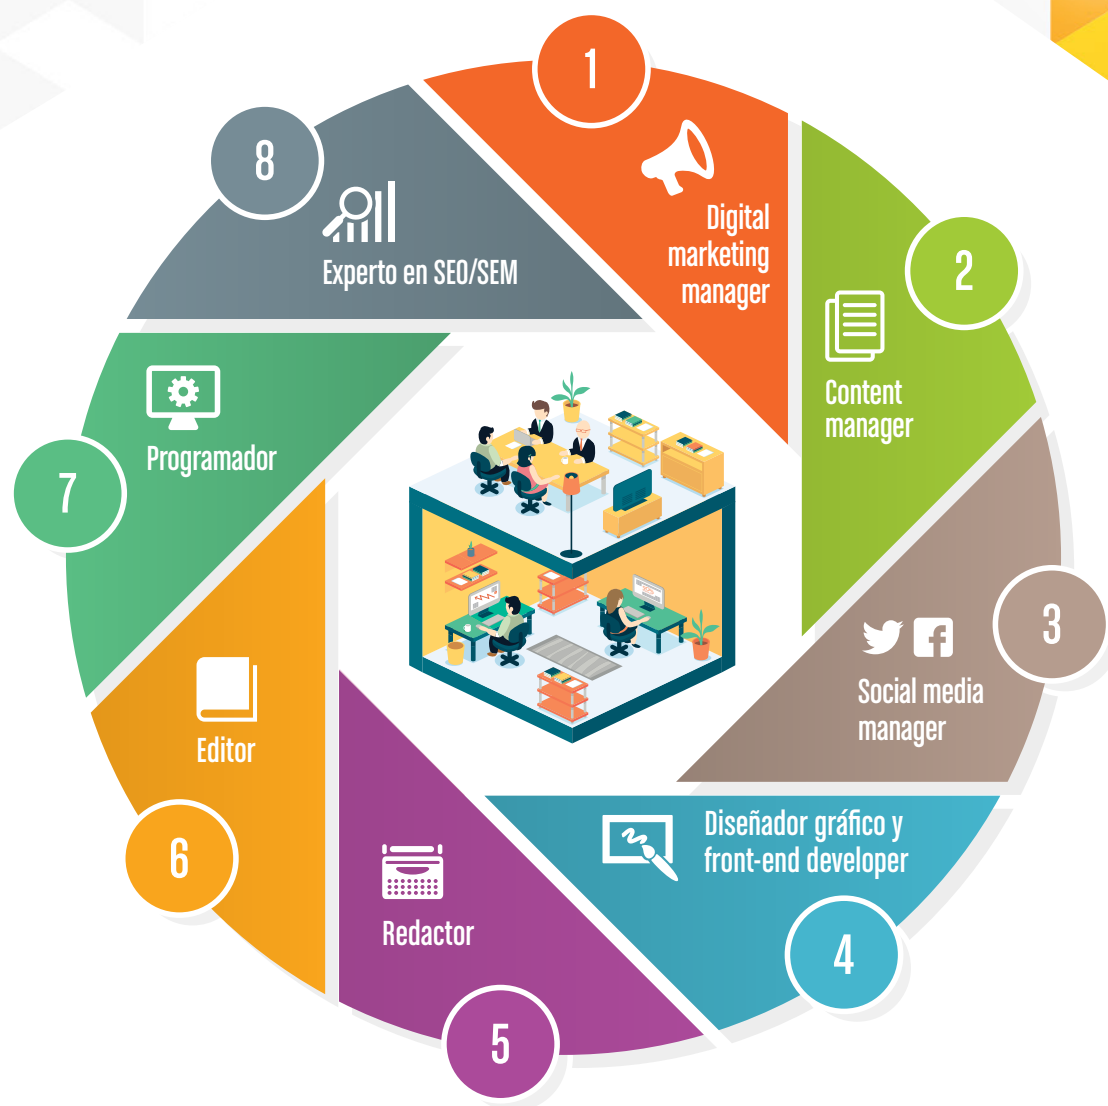 1
Digital
marketing
manager
2
Content
manager
3
Social media
manager
4
Diseñador gráfico y
front-end developer
5
Redactor
6
Editor
7
Programador
8
Experto en SEO/SEM